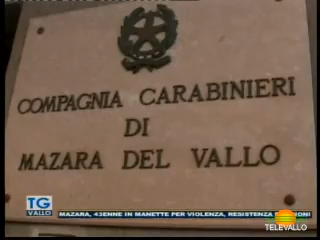 COMPAGNIA CARABINIERI
DI
MAZARA DEL VALLO
TG
VALLO
MAZARA, 43ENNE IN MANETTE PER VIOLENZA, RESISTENZA
TELEVALLO